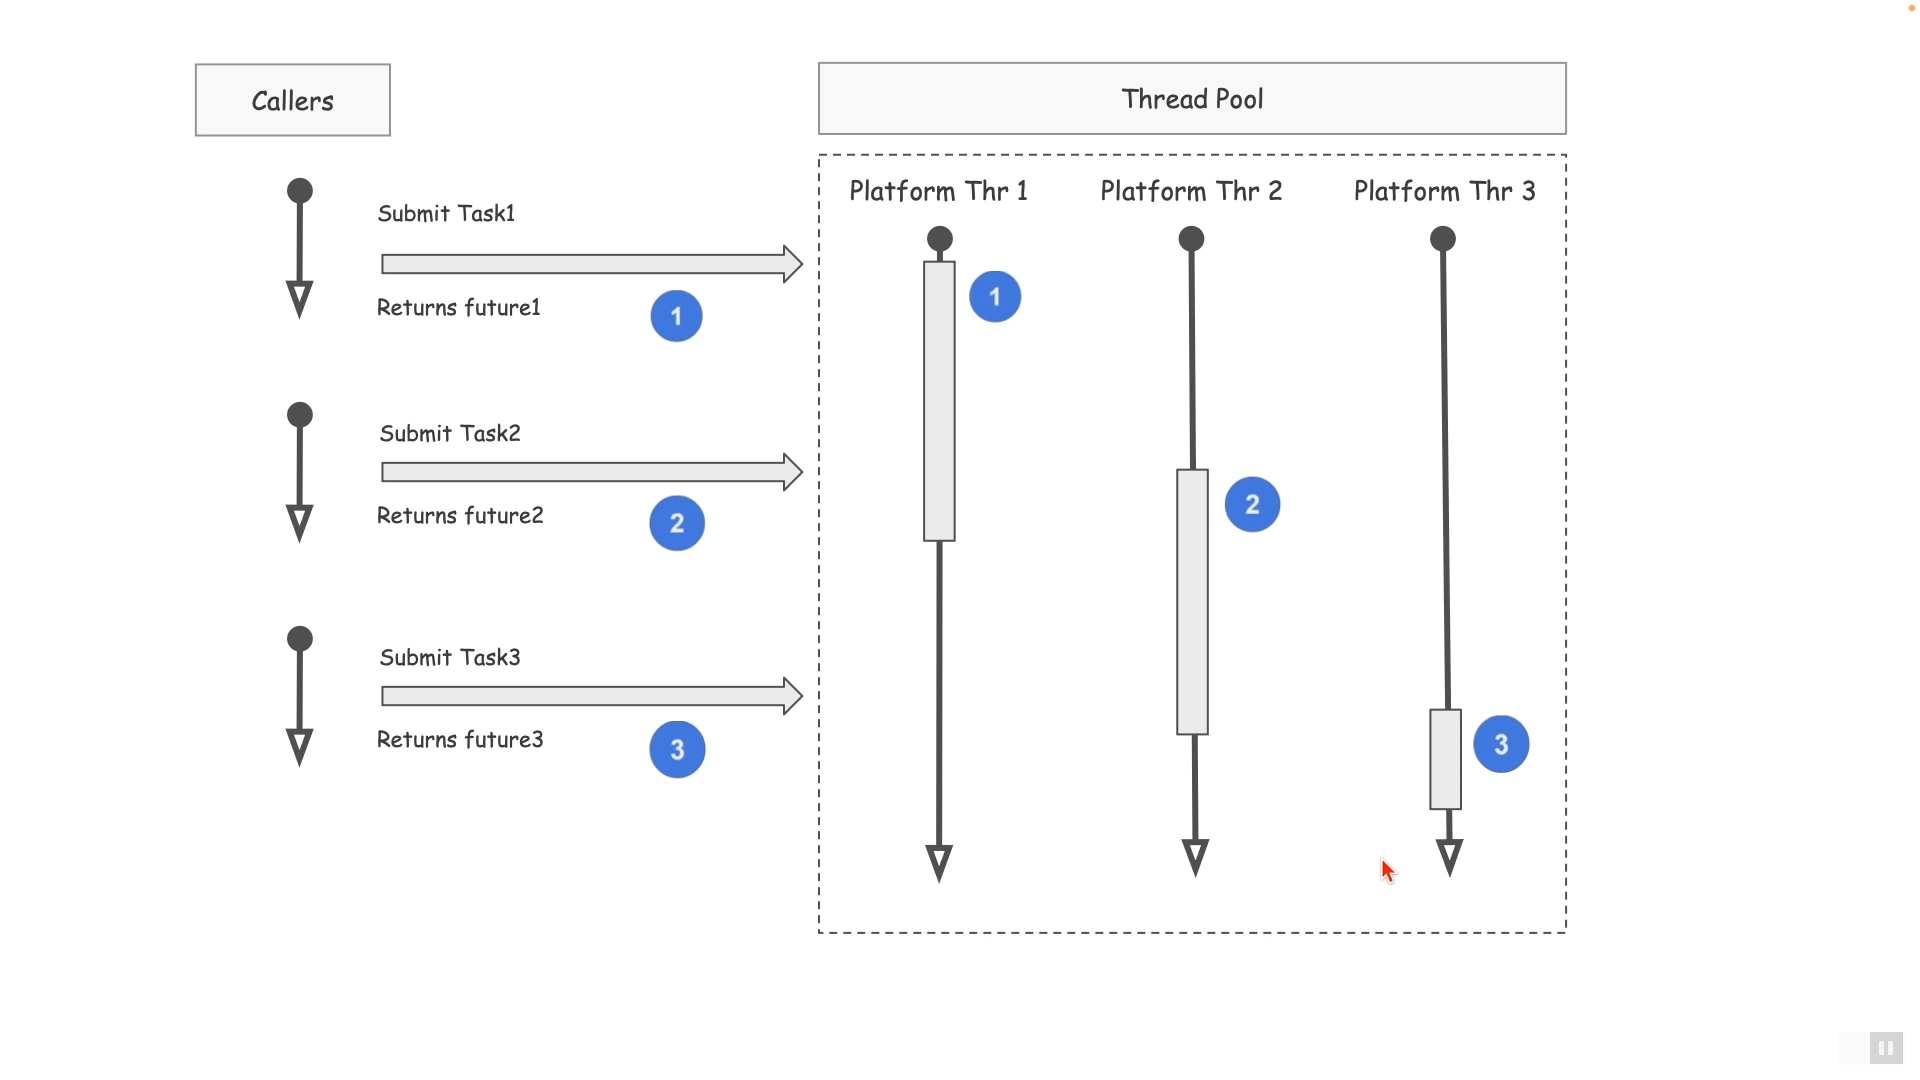 Callers
Thread Pool
Platform Thr 1
Platform Thr 2
Platform Thr 3
Submit Task1
Returns future1
1
1
Submit Task2
Returns future2
2
2
Submit Task3
Returns future3
3
3